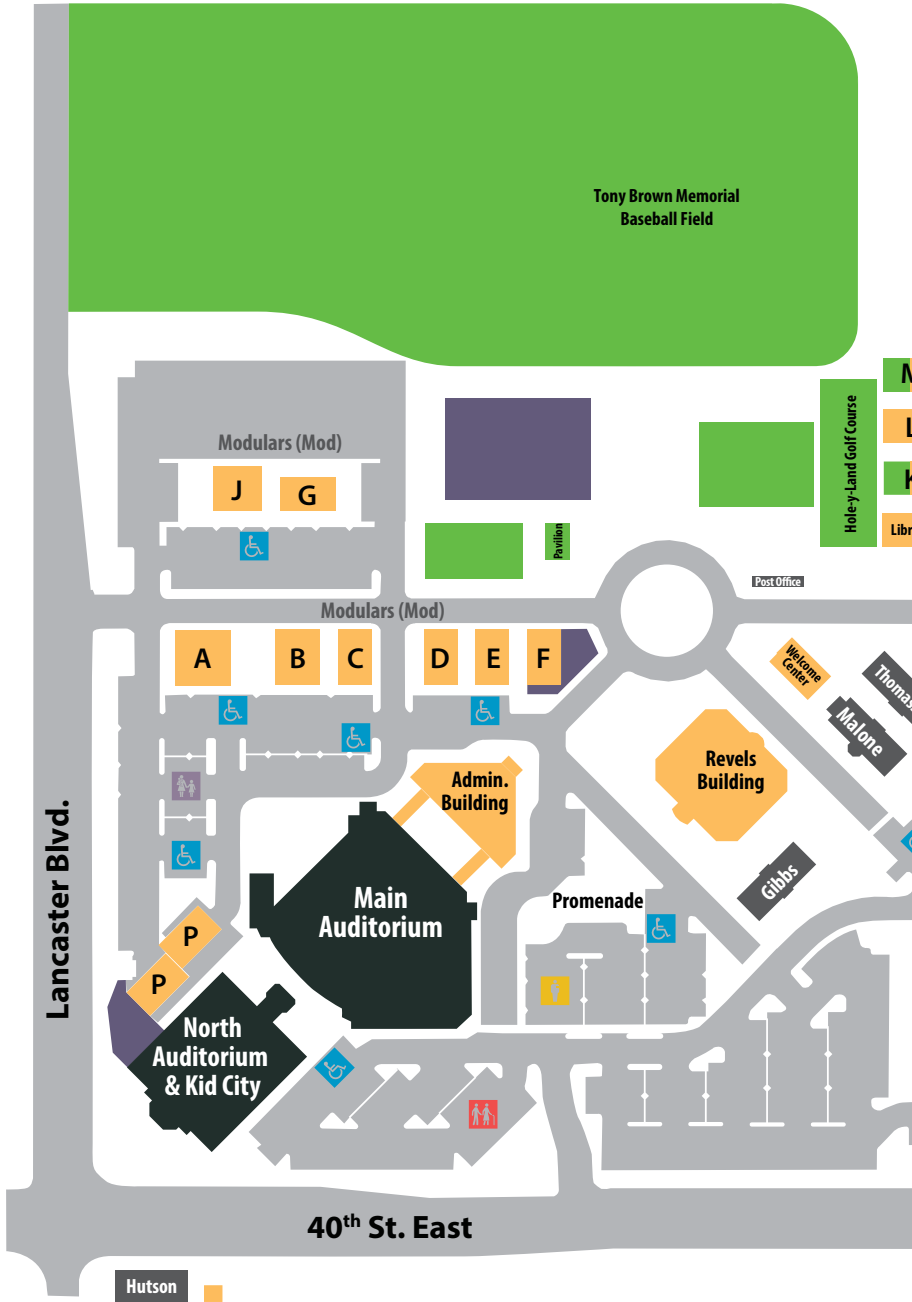 Tony Brown Memorial
Baseball Field
M
L
K
Hole-y-Land Golf Course
Modulars (Mod)
J
G
Pavilion
Post Office
Modulars (Mod)
A
B
C
D
E
F
Welcome
Center
Thomas
Malone
Revels
Building
Admin.
Building
Gibbs
Main
Auditorium
Promenade
P
P
Lancaster Blvd.
North
Auditorium
& Kid City
40th St. East
Hutson